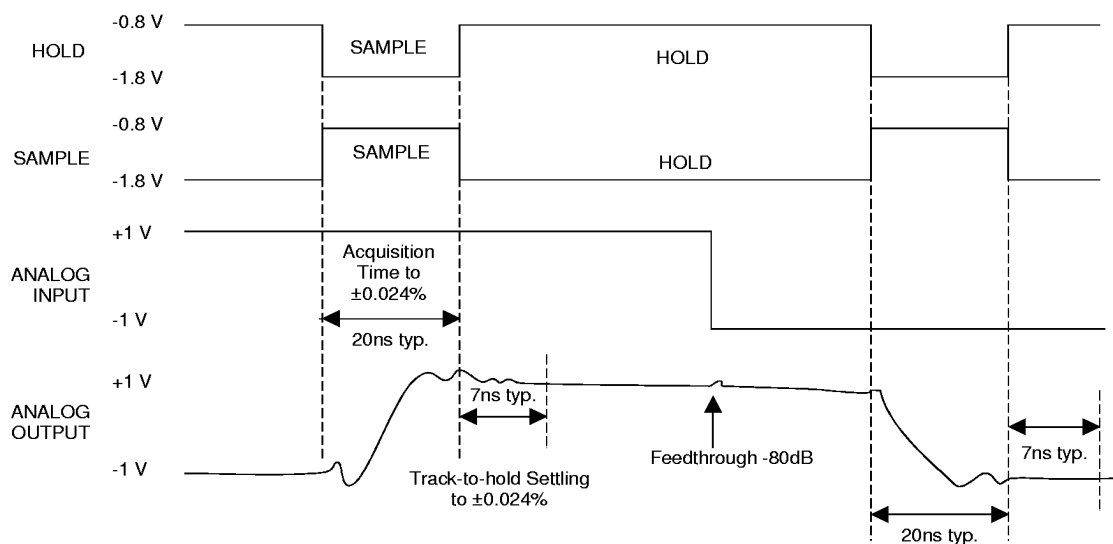 -0.8 V
HOLD
SAMPLE
HOLD
-1.8 V
-0.8 V
SAMPLE
SAMPLE
HOLD
-1.8 V
+1 V
ANALOG
INPUT
Acquisition
Time to
±0.024%
-1 V
20ns typ.
+1 V
ANALOG
OUTPUT
7ns typ.
-1 V
Track-to-hold Settling
to ±0.024%
Feedthrough -80dB
7ns typ.
20ns typ.